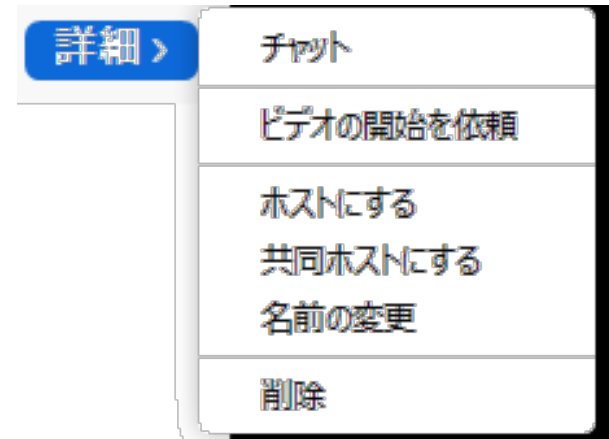 詳細 >
チャット
ビデオの開始を依頼
ホストにする
共同ホストにする
名前の変更
削除